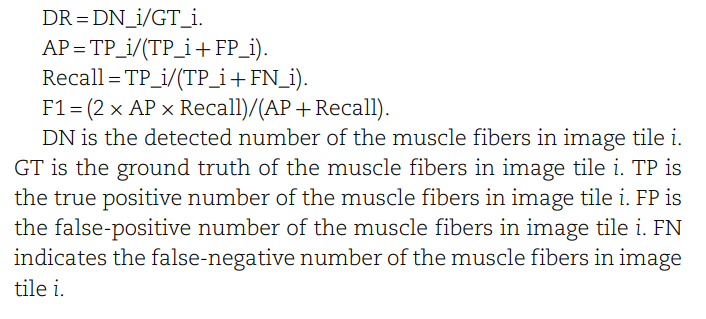 DR = DN_i/GT_i.
AP = TP_i/(TP_i + FP_i).
Recall = TP_i/(TP_i + FN_i).
F1 = (2 × AP × Recall)/(AP + Recall).
DN is the detected number of the muscle fibers in image tile i.
GT is the ground truth of the muscle fibers in image tile i. TP is
the true positive number of the muscle fibers in image tile i. FP is
the false-positive number of the muscle fibers in image tile i. FN
indicates the false-negative number of the muscle fibers in image
tile i.